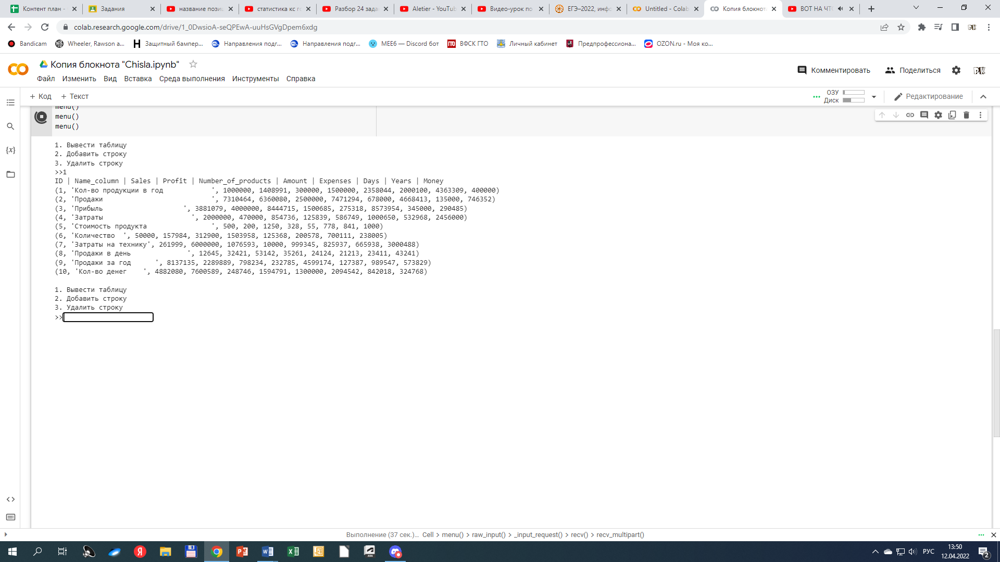 Контент план -
Задания
название пози
статистика кс го
Разбор 24 зада
Aletier - YouTub
Видео-урок по
ЕГЭ–2022, инфо
Untitled - Colab
Копия блокнот
ВОТ НА ЧТО
colab.research.google.com/drive/1_0DwsioA-seQPEwA-uuHsGVgDpem6xdg
Bandicam
Wheeler, Rawson a...
Защитный бампер...
Направления подг...
Направления подг...
MEE6 — Discord бот
ВФСК ГТО
Личный кабинет
Предпрофессиона...
OZON.ru - Моя ко...
Копия блокнота "Chisla.ipynb"
Комментировать
Поделиться
Файл Изменить Вид Вставка Среда выполнения Инструменты Справка
+ Код + Текст
ОЗУ
Диск
Редактирование
menu()
menu()
menu()
1. Вывести таблицу
2. Добавить строку
3. Удалить строку
>>1
ID | Name_column | Sales | Profit | Number_of_products | Amount | Expenses | Days | Years | Money
(1, 'Кол-во продукции в год            ', 1000000, 1408991, 300000, 1500000, 2358044, 2000100, 4363309, 400000)
(2, 'Продажи                           ', 7310464, 6360080, 2500000, 7471294, 678000, 4668413, 135000, 746352)
(3, 'Прибыль                    ', 3881079, 4000000, 8444715, 1500685, 275318, 8573954, 345000, 290485)
(4, 'Затраты                      ', 2000000, 470000, 854736, 125839, 586749, 1000650, 532968, 2456000)
(5, 'Стоимость продукта                ', 500, 200, 1250, 328, 55, 778, 841, 1000)
(6, 'Количество  ', 50000, 157984, 312900, 1503958, 125368, 200578, 700111, 238005)
(7, 'Затраты на технику', 261999, 6000000, 1076593, 10000, 999345, 825937, 665938, 3000488)
(8, 'Продажи в день              ', 12645, 32421, 53142, 35261, 24124, 21213, 23411, 43241)
(9, 'Продажи за год      ', 8137135, 2289889, 798234, 232785, 4599174, 127387, 989547, 573829)
(10, 'Кол-во денег    ', 4882080, 7600589, 248746, 1594791, 1300000, 2094542, 842018, 324768)
1. Вывести таблицу
2. Добавить строку
3. Удалить строку
>>
Выполнение (37 сек.)... Cell > menu() > raw_input() > _input_request() > recv() > recv_multipart()
РУС
13:50
12.04.2022
2